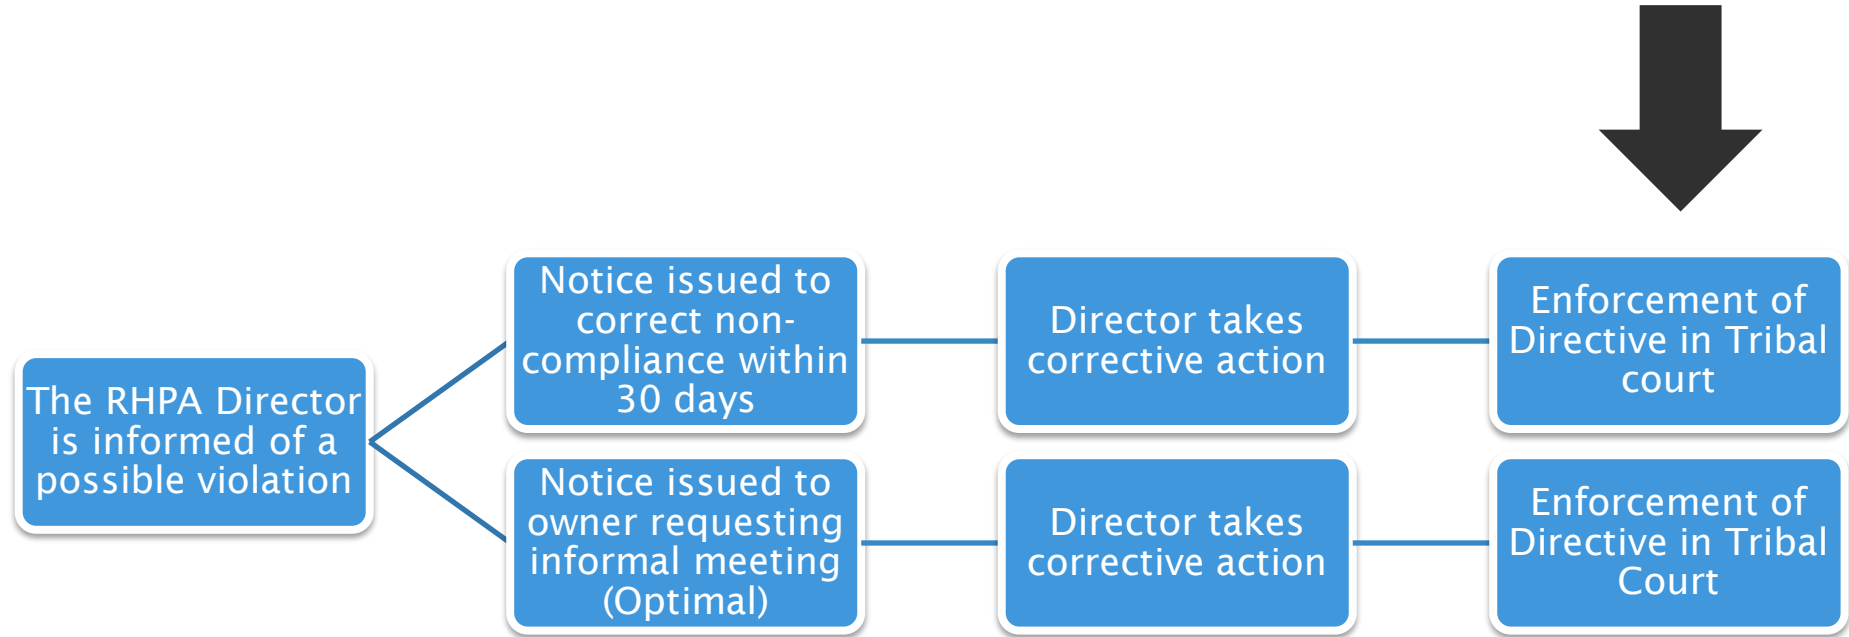 The RHPA Director
is informed of a
possible violation
Notice issued to
correct non-
compliance within
30 days
Director takes
corrective action
Enforcement of
Directive in Tribal
court
Notice issued to
owner requesting
informal meeting
(Optimal)
Director takes
corrective action
Enforcement of
Directive in Tribal
Court